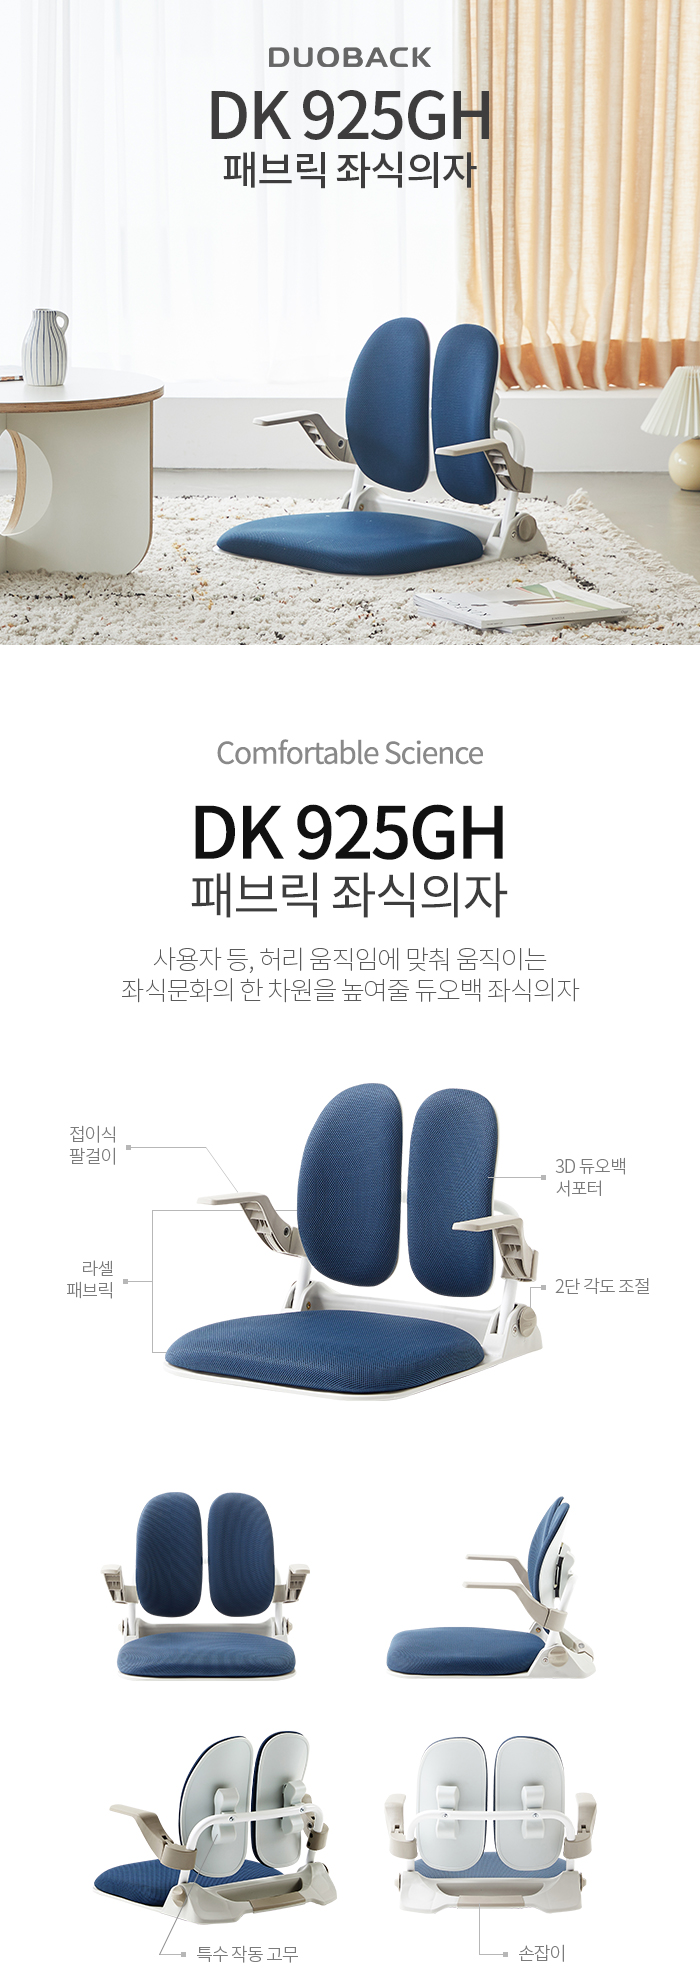 DUOBACK
DK 925GH
패브릭 좌식의자
Comfortable Science
DK 925GH
패브릭 좌식의자
사용자 등, 허리 움직임에 맞춰 움직이는
좌식문화의 한 차원을 높여줄 듀오백 좌식의자
접이식
팔걸이
3D 듀오백
서포터
라셀
패브릭
2단 각도 조절
특수 작동 고무
손잡이